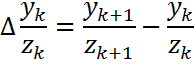 Δ y_k/z_k = y_{k+1}/z_{k+1} − y_k/z_k